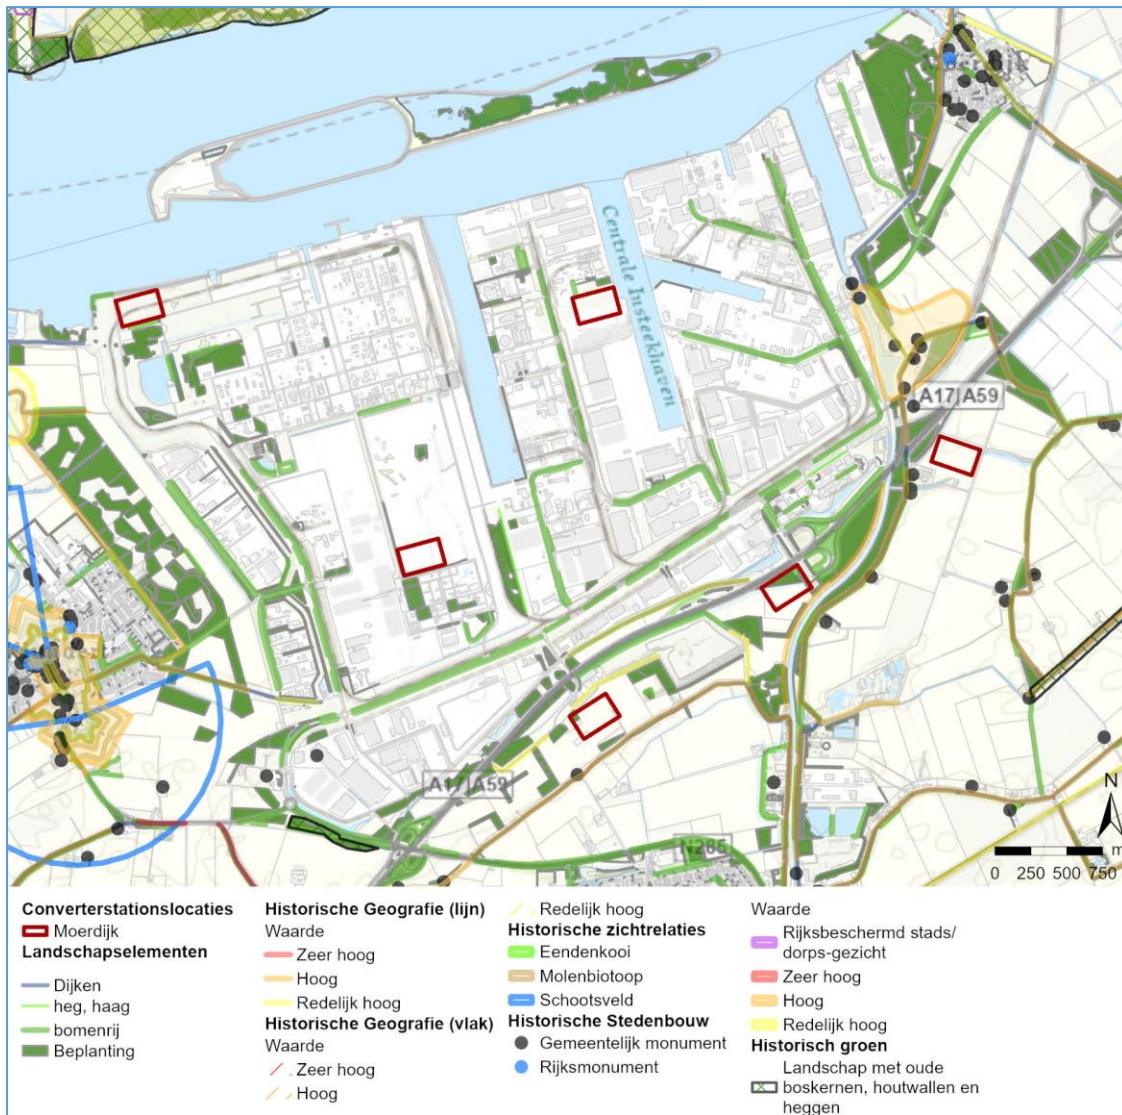 Centrale Insteekhaven
A17|A59
A17|A59
N285
N
m
0 250 500 750
Converterstationslocaties
Moerdijk
Landschapselementen
Dijken
heg, haag
bomenrij
Beplanting
Historische Geografie (lijn)
Waarde
Zeer hoog
Hoog
Redelijk hoog
Historische Geografie (vlak)
Waarde
Zeer hoog
Hoog
Redelijk hoog
Historische zichtrelaties
Eendenkooi
Molenbiotoop
Schootsveld
Historische Stedenbouw
Gemeentelijk monument
Rijksmonument
Waarde
Rijksbeschermd stads/
dorps-gezicht
Zeer hoog
Hoog
Redelijk hoog
Historisch groen
Landschap met oude
boskernen, houtwallen en
heggen